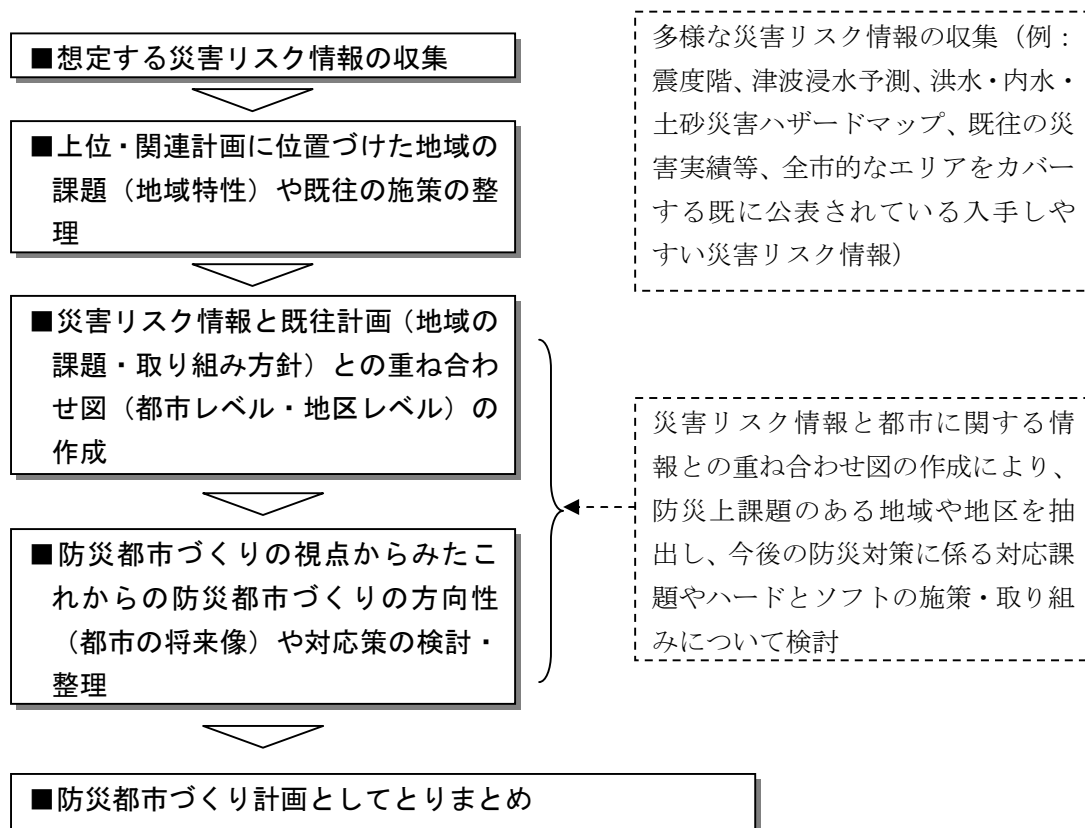 ■想定する災害リスク情報の収集
■上位・関連計画に位置づけた地域の
課題（地域特性）や既往の施策の整
理
■災害リスク情報と既往計画（地域の
課題・取り組み方針）との重ね合わ
せ図（都市レベル・地区レベル）の
作成
■防災都市づくりの視点からみたこ
れからの防災都市づくりの方向性
（都市の将来像）や対応策の検討・
整理
■防災都市づくり計画としてとりまとめ
多様な災害リスク情報の収集（例：
震度階、津波浸水予測、洪水・内水・
土砂災害ハザードマップ、既往の災
害実績等、全市的なエリアをカバー
する既に公表されている入手しや
すい災害リスク情報）
災害リスク情報と都市に関する情
報との重ね合わせ図の作成により、
防災上課題のある地域や地区を抽
出し、今後の防災対策に係る対応課
題やハードとソフトの施策・取り組
みについて検討